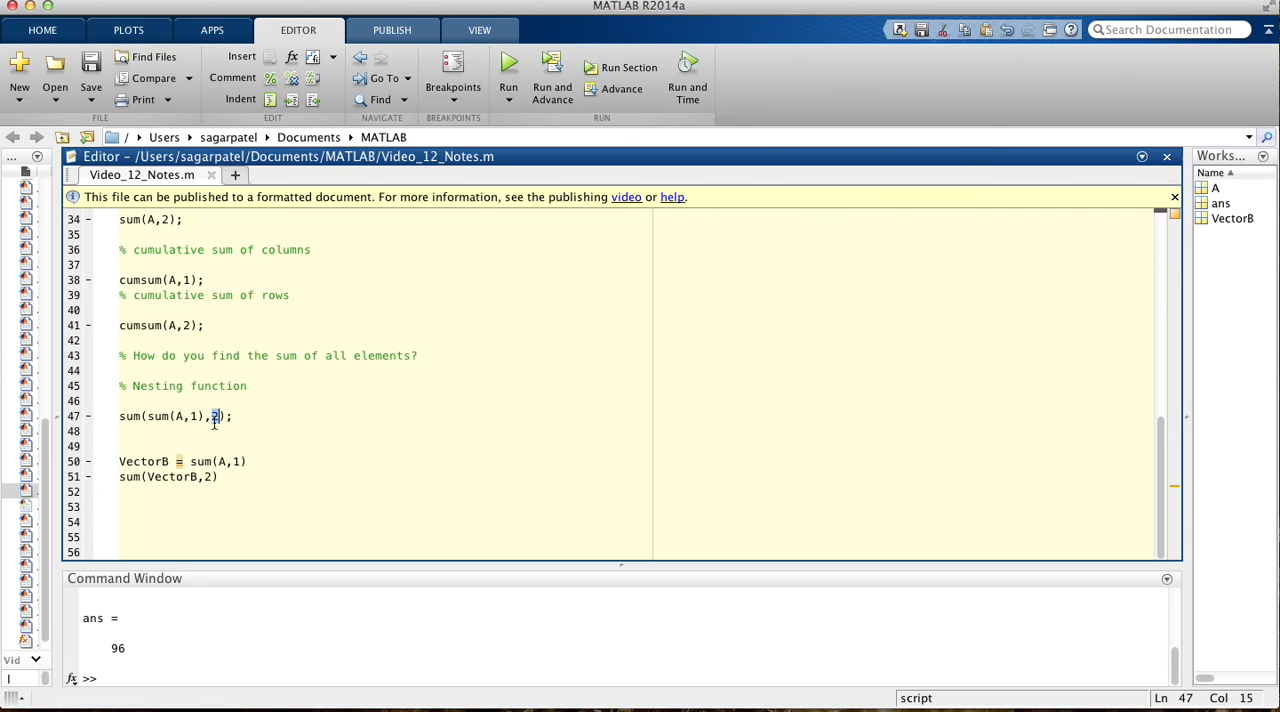 MATLAB R2014a
HOME PLOTS APPS EDITOR PUBLISH VIEW
Search Documentation
New Open Save
Find Files
Compare
Print
Insert fx
Comment
Indent
Go To
Find
Breakpoints
Run
Run and Advance
Run Section
Advance
Run and Time
FILE EDIT NAVIGATE BREAKPOINTS RUN
/ Users sagarpatel Documents MATLAB
Editor – /Users/sagarpatel/Documents/MATLAB/Video_12_Notes.m
Video_12_Notes.m
This file can be published to a formatted document. For more information, see the publishing video or help.
34 – sum(A,2);
35
36 % cumulative sum of columns
37
38 – cumsum(A,1);
39 % cumulative sum of rows
40
41 – cumsum(A,2);
42
43 % How do you find the sum of all elements?
44
45 % Nesting function
46
47 – sum(sum(A,1),2);
48
49
50 – VectorB = sum(A,1)
51 – sum(VectorB,2)
52
53
54
55
56
Command Window
ans =
96
fx >>
... Vid
Works...
Name
A
ans
VectorB
script
Ln 47 Col 15